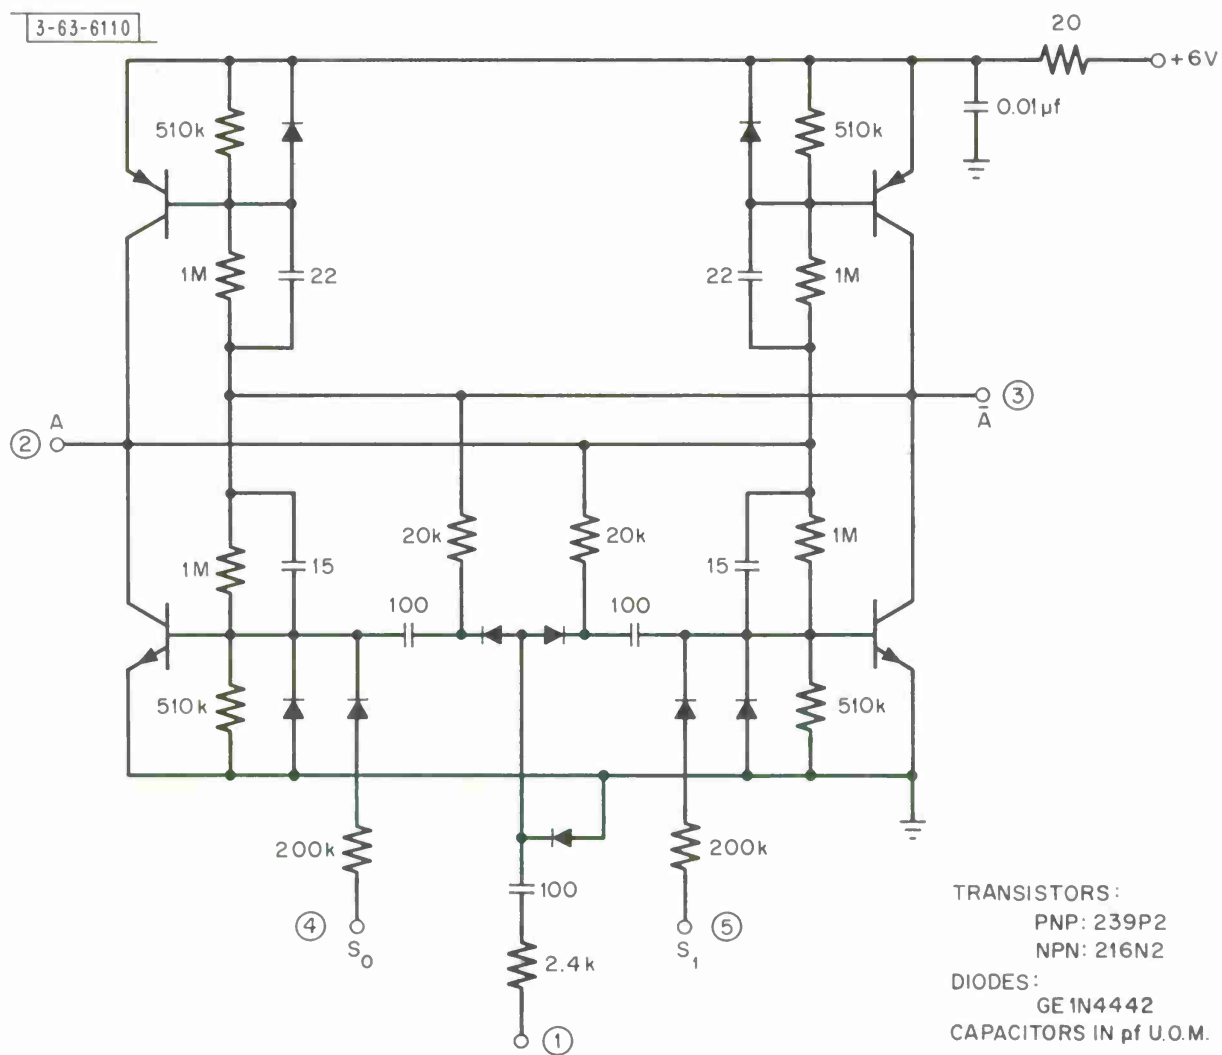 3-63-6110
20
+6V
510k
510k
0.01 µf
1M
22
22
1M
A
②
③
Ā
20k
20k
1M
15
15
1M
100
100
510k
510k
200k
200k
100
④
S₀
⑤
S₁
2.4k
①
TRANSISTORS:
PNP: 239P2
NPN: 216N2
DIODES:
GE 1N4442
CAPACITORS IN pf U.O.M.